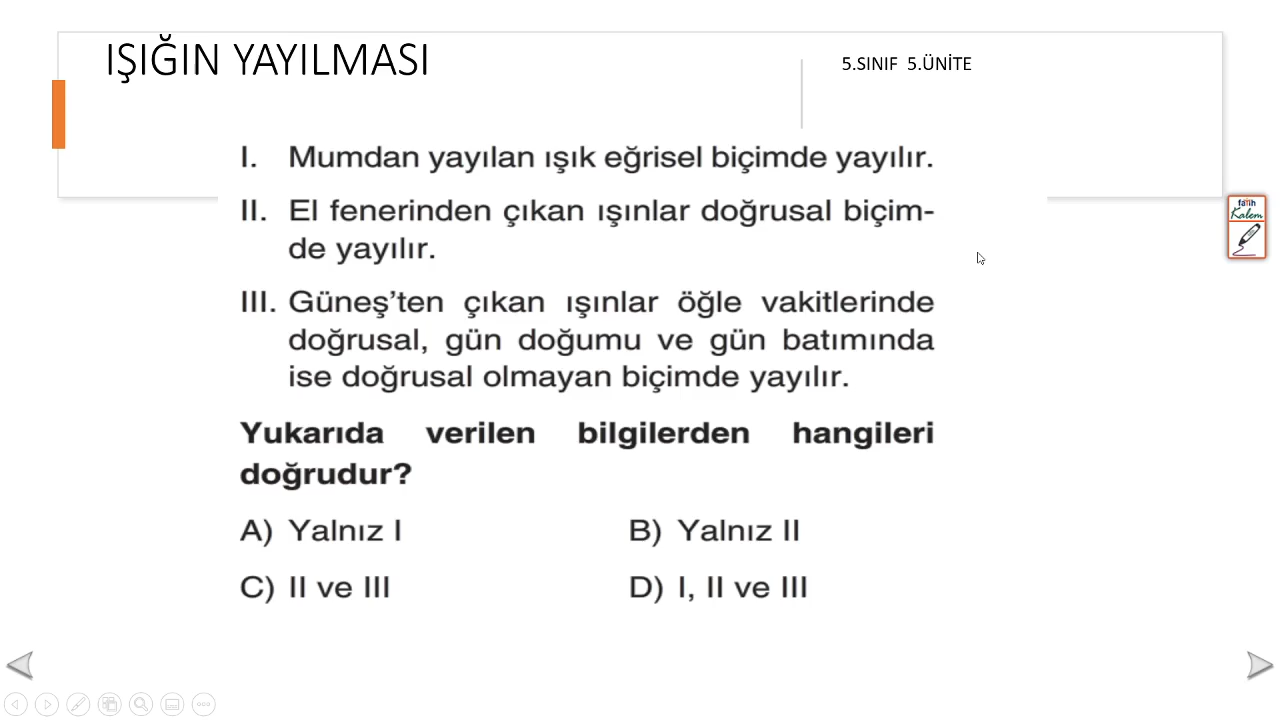 IŞIĞIN YAYILMASI
5.SINIF 5.ÜNİTE
I. Mumdan yayılan ışık eğrisel biçimde yayılır.
II. El fenerinden çıkan ışınlar doğrusal biçim-
de yayılır.
III. Güneş'ten çıkan ışınlar öğle vakitlerinde
doğrusal, gün doğumu ve gün batımında
ise doğrusal olmayan biçimde yayılır.
Yukarıda verilen bilgilerden hangileri
doğrudur?
A) Yalnız I
B) Yalnız II
C) II ve III
D) I, II ve III
fatih
Kalem